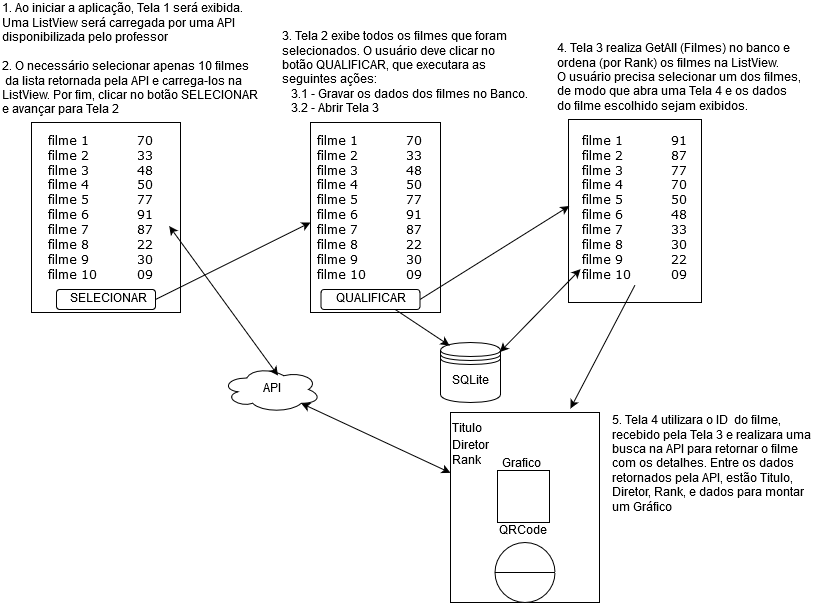 1. Ao iniciar a aplicação, Tela 1 será exibida.
Uma ListView será carregada por uma API
disponibilizada pelo professor
2. O necessário selecionar apenas 10 filmes
da lista retornada pela API e carrega-los na
ListView. Por fim, clicar no botão SELECIONAR
e avançar para Tela 2
filme 1 70
filme 2 33
filme 3 48
filme 4 50
filme 5 77
filme 6 91
filme 7 87
filme 8 22
filme 9 30
filme 10 09
SELECIONAR
3. Tela 2 exibe todos os filmes que foram
selecionados. O usuário deve clicar no
botão QUALIFICAR, que executara as
seguintes ações:
3.1 - Gravar os dados dos filmes no Banco.
3.2 - Abrir Tela 3
filme 1 70
filme 2 33
filme 3 48
filme 4 50
filme 5 77
filme 6 91
filme 7 87
filme 8 22
filme 9 30
filme 10 09
QUALIFICAR
4. Tela 3 realiza GetAll (Filmes) no banco e
ordena (por Rank) os filmes na ListView.
O usuário precisa selecionar um dos filmes,
de modo que abra uma Tela 4 e os dados
do filme escolhido sejam exibidos.
filme 1 91
filme 2 87
filme 3 77
filme 4 70
filme 5 50
filme 6 48
filme 7 33
filme 8 30
filme 9 22
filme 10 09
API
SQLite
Titulo
Diretor
Rank
Grafico
QRCode
5. Tela 4 utilizara o ID do filme,
recebido pela Tela 3 e realizara uma
busca na API para retornar o filme
com os detalhes. Entre os dados
retornados pela API, estão Titulo,
Diretor, Rank, e dados para montar
um Gráfico